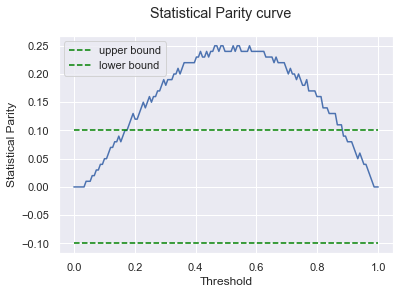 Statistical Parity curve
upper bound
lower bound
Statistical Parity
0.25
0.20
0.15
0.10
0.05
0.00
−0.05
−0.10
0.0 0.2 0.4 0.6 0.8 1.0
Threshold